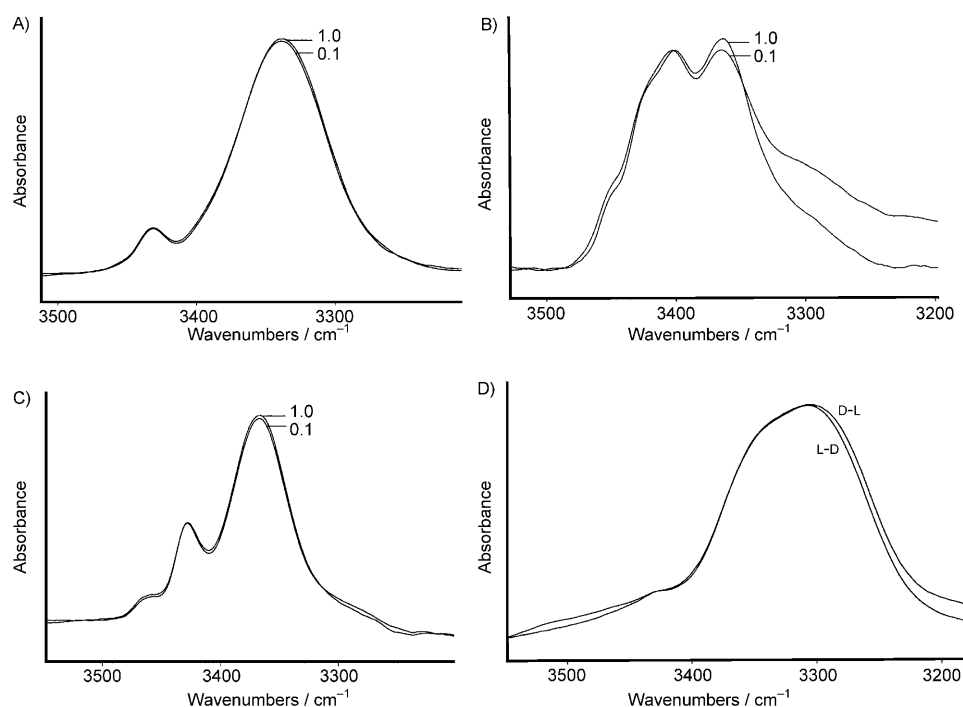 A)
1.0
0.1
Absorbance
3500
3400
3300
Wavenumbers / cm⁻¹
B)
1.0
0.1
Absorbance
3500
3400
3300
3200
Wavenumbers / cm⁻¹
C)
1.0
0.1
Absorbance
3500
3400
3300
Wavenumbers / cm⁻¹
D)
D–L
L–D
Absorbance
3500
3400
3300
3200
Wavenumbers / cm⁻¹